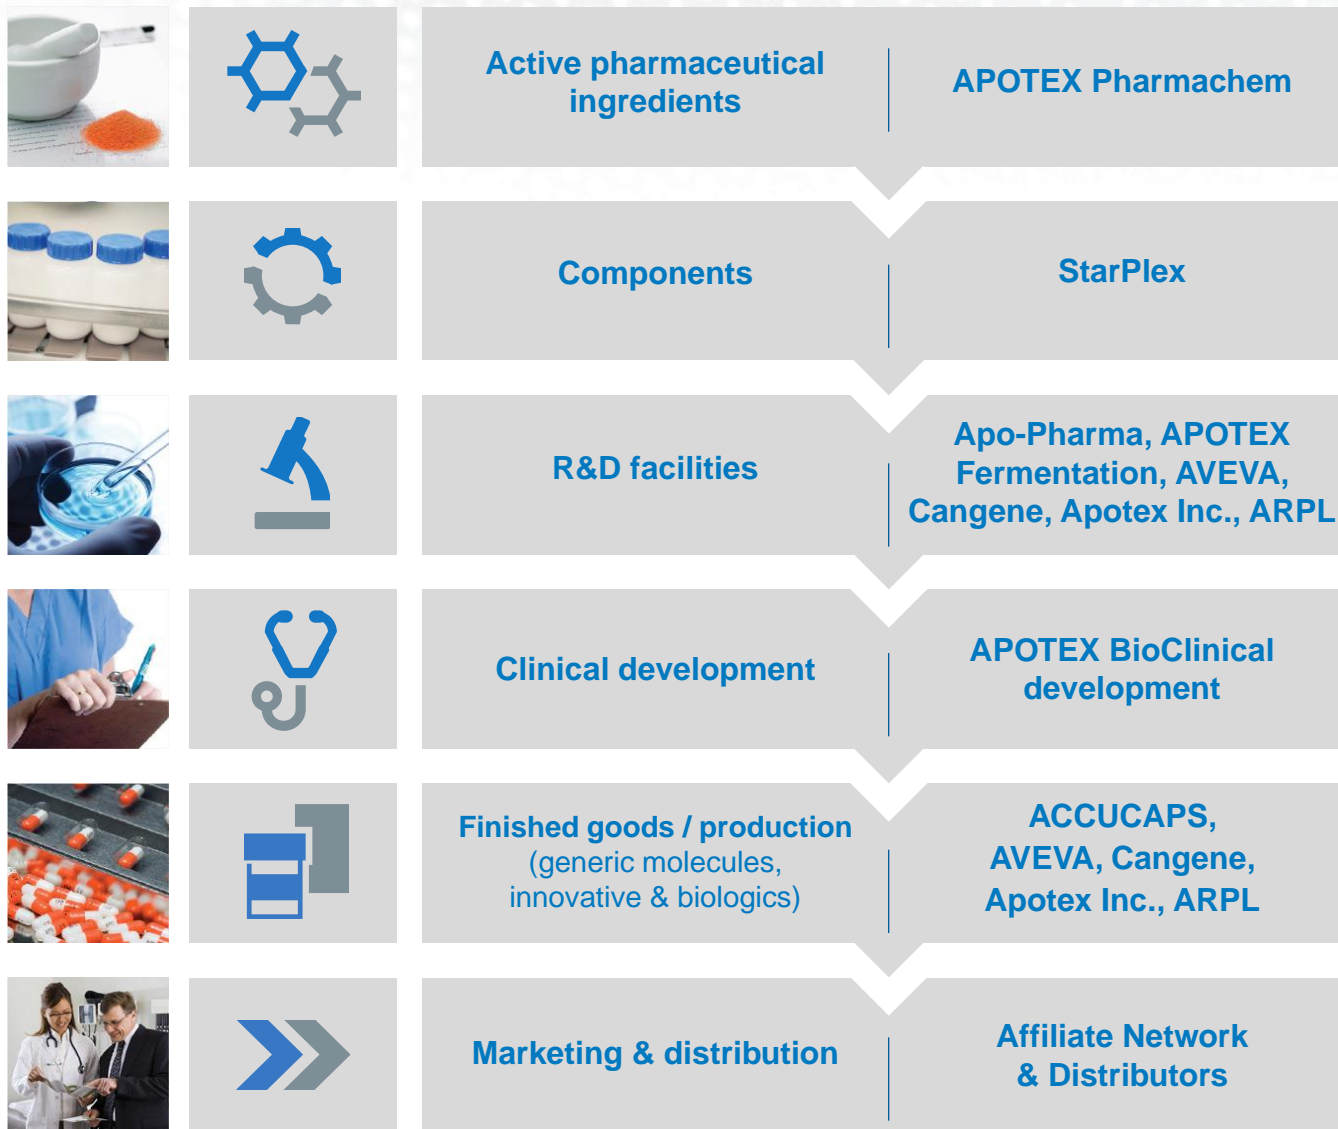 Active pharmaceutical
ingredients
APOTEX Pharmachem
Components
StarPlex
R&D facilities
Apo-Pharma, APOTEX
Fermentation, AVEVA,
Cangene, Apotex Inc., ARPL
Clinical development
APOTEX BioClinical
development
Finished goods / production
(generic molecules,
innovative & biologics)
ACCUCAPS,
AVEVA, Cangene,
Apotex Inc., ARPL
Marketing & distribution
Affiliate Network
& Distributors